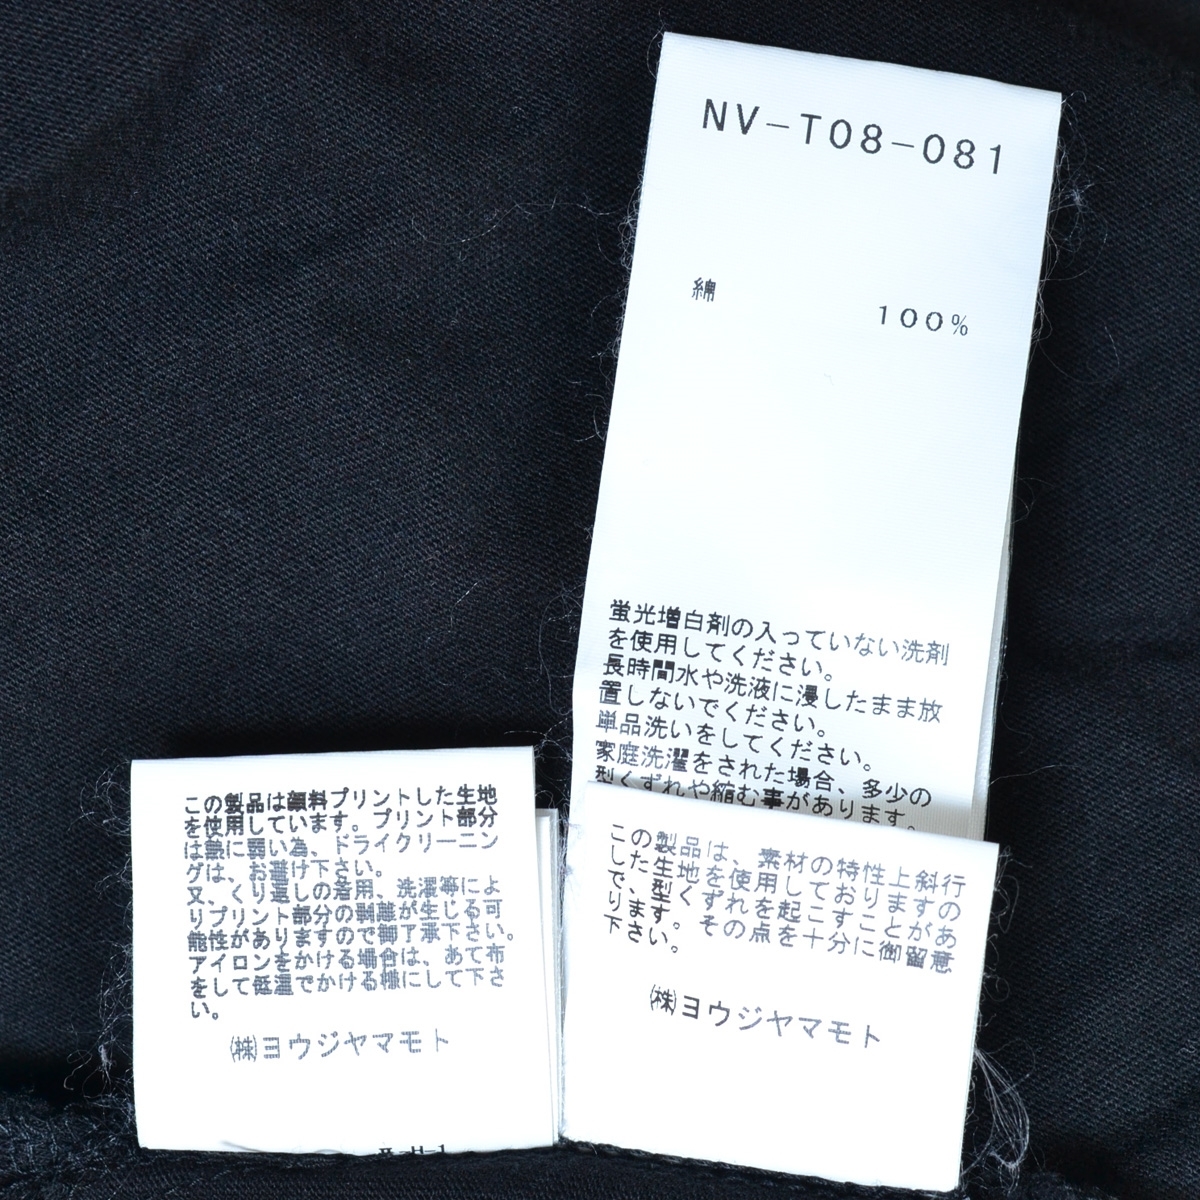 NV-T08-081
綿 100%
蛍光増白剤の入っていない洗剤
を使用してください。
長時間水や洗液に浸したまま放
置しないでください。
単品洗いをしてください。
家庭洗濯をされた場合、多少の
型くずれや縮む事があります。
この製品は、素材の特性上斜行
した生地を使用しておりますの
で、型くずれを起こすことがあ
ります。その点を十分に御留意
下さい。
㈱ヨウジヤマモト
この製品は顔料プリントした生地
を使用しています。プリント部分
は熱に弱い為、ドライクリーニン
グは、お避け下さい。
又、くり返しの着用、洗濯等によ
りプリント部分の剥離が生じる可
能性がありますので御了承下さい。
アイロンをかける場合は、あて布
をして低温でかける様にして下さ
い。
㈱ヨウジヤマモト